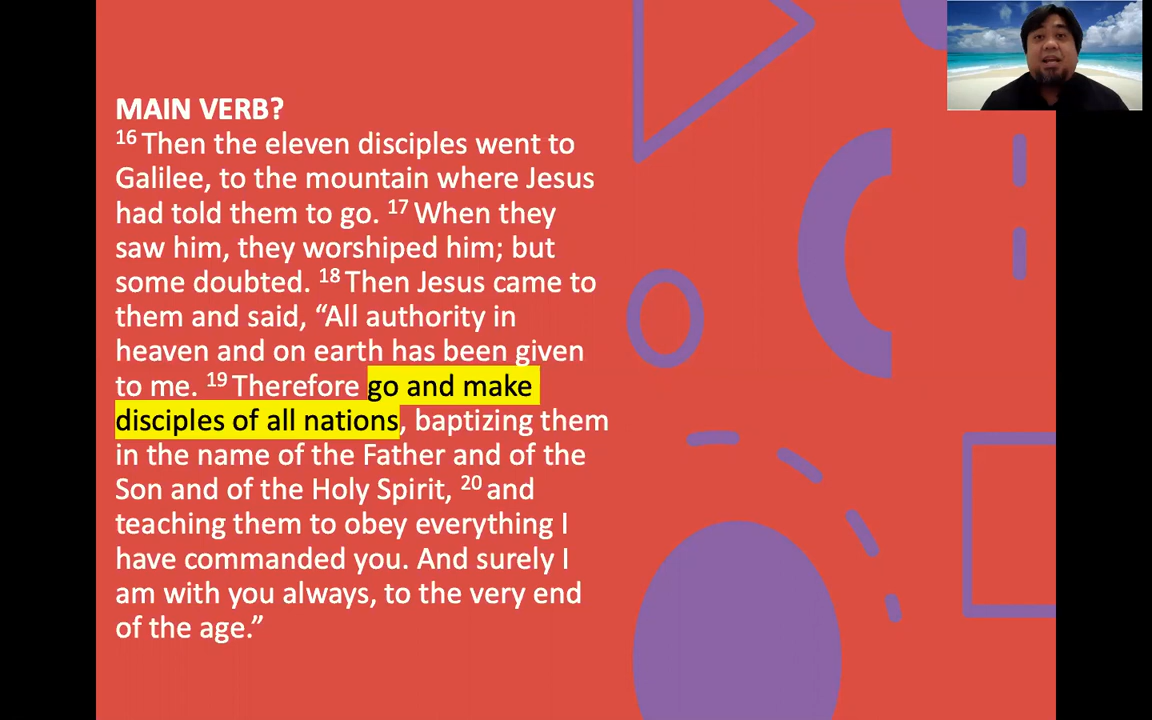 MAIN VERB?
16 Then the eleven disciples went to
Galilee, to the mountain where Jesus
had told them to go. 17 When they
saw him, they worshiped him; but
some doubted. 18 Then Jesus came to
them and said, “All authority in
heaven and on earth has been given
to me. 19 Therefore go and make
disciples of all nations, baptizing them
in the name of the Father and of the
Son and of the Holy Spirit, 20 and
teaching them to obey everything I
have commanded you. And surely I
am with you always, to the very end
of the age.”